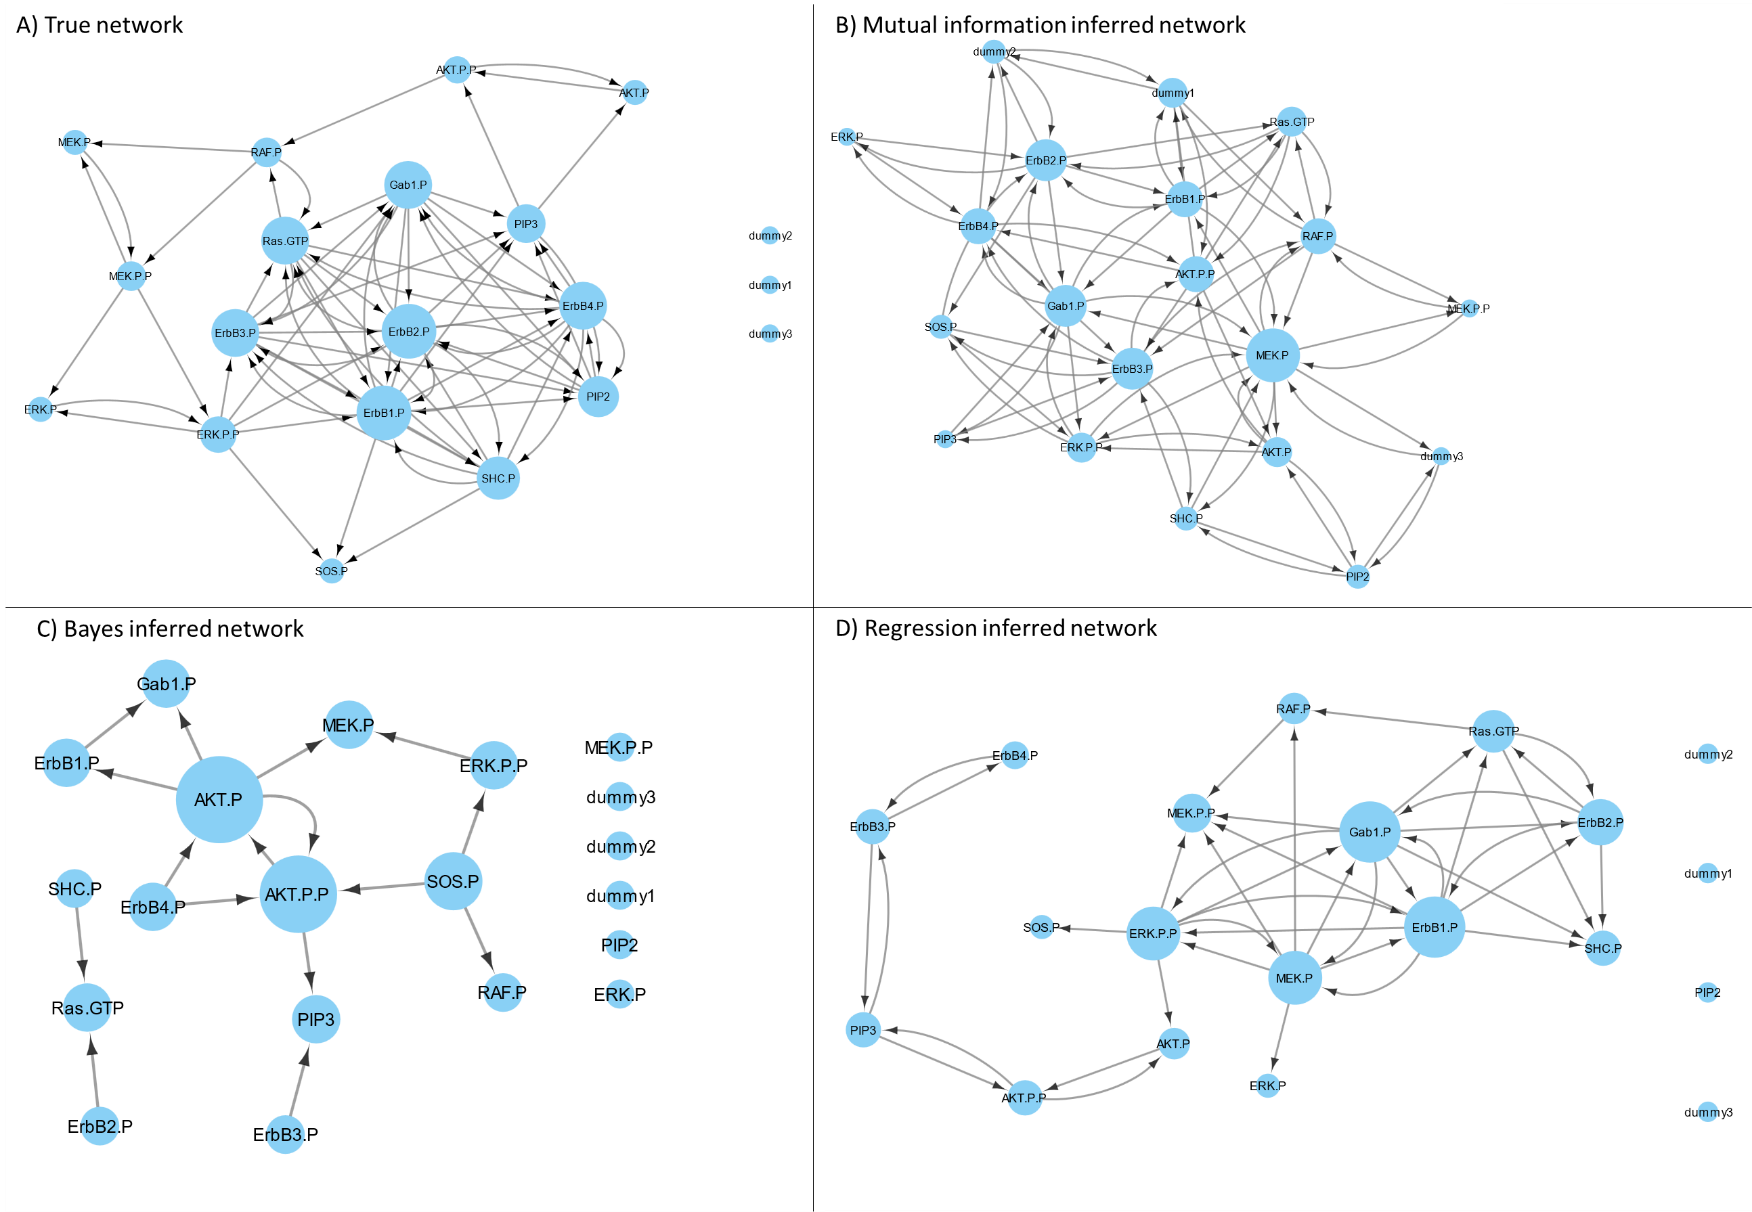 A) True network
AKT.P.P
AKT.P
MEK.P
RAF.P
Gab1.P
PIP3
Ras.GTP
dummy2
MEK.P.P
dummy1
ErbB4.P
ErbB3.P
ErbB2.P
dummy3
PIP2
ERK.P
ErbB1.P
ERK.P.P
SHC.P
SOS.P
B) Mutual information inferred network
dummy2
dummy1
Ras.GTP
ERK.P
ErbB2.P
ErbB1.P
ErbB4.P
RAF.P
AKT.P.P
Gab1.P
MEK.P.P
SOS.P
MEK.P
ErbB3.P
PIP3
ERK.P.P
AKT.P
dummy3
SHC.P
PIP2
C) Bayes inferred network
Gab1.P
MEK.P
MEK.P.P
ErbB1.P
ERK.P.P
AKT.P
dummy3
dummy2
SHC.P
SOS.P
AKT.P.P
dummy1
ErbB4.P
PIP2
RAF.P
ERK.P
Ras.GTP
PIP3
ErbB2.P
ErbB3.P
D) Regression inferred network
RAF.P
Ras.GTP
ErbB4.P
dummy2
MEK.P.P
ErbB3.P
Gab1.P
ErbB2.P
dummy1
SOS.P
ERK.P.P
ErbB1.P
SHC.P
MEK.P
PIP2
PIP3
AKT.P
ERK.P
AKT.P.P
dummy3